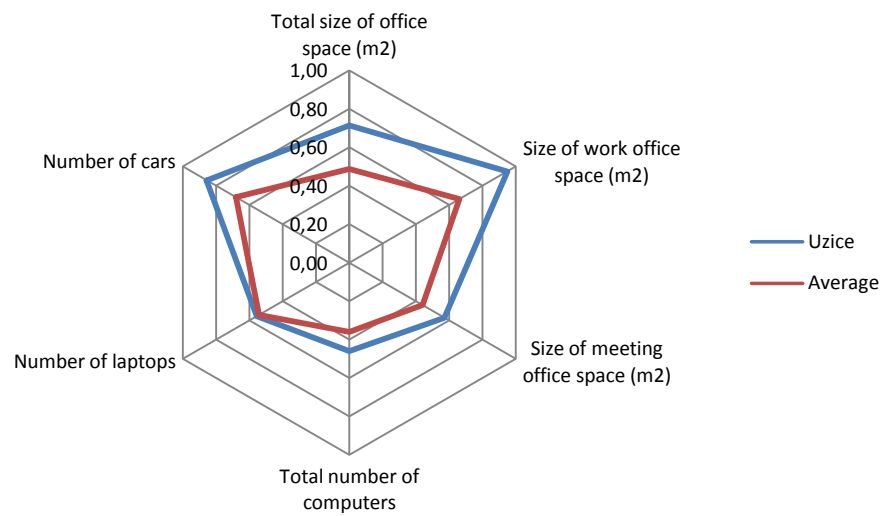 Total size of office
space (m2)
1,00
0,80
0,60
0,40
0,20
0,00
Size of work office
space (m2)
Size of meeting
office space (m2)
Total number of
computers
Number of laptops
Number of cars
Uzice
Average